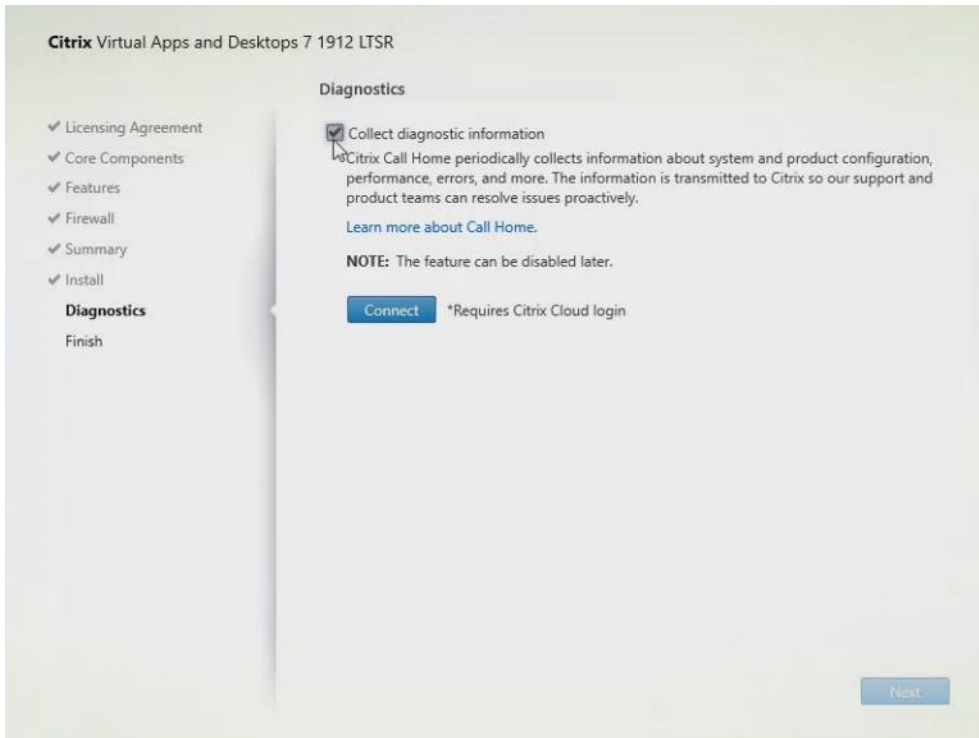 Citrix Virtual Apps and Desktops 7 1912 LTSR
Diagnostics
Licensing Agreement
Core Components
Features
Firewall
Summary
Install
Diagnostics
Finish
Collect diagnostic information
Citrix Call Home periodically collects information about system and product configuration,
performance, errors, and more. The information is transmitted to Citrix so our support and
product teams can resolve issues proactively.
Learn more about Call Home.
NOTE: The feature can be disabled later.
Connect *Requires Citrix Cloud login
Next